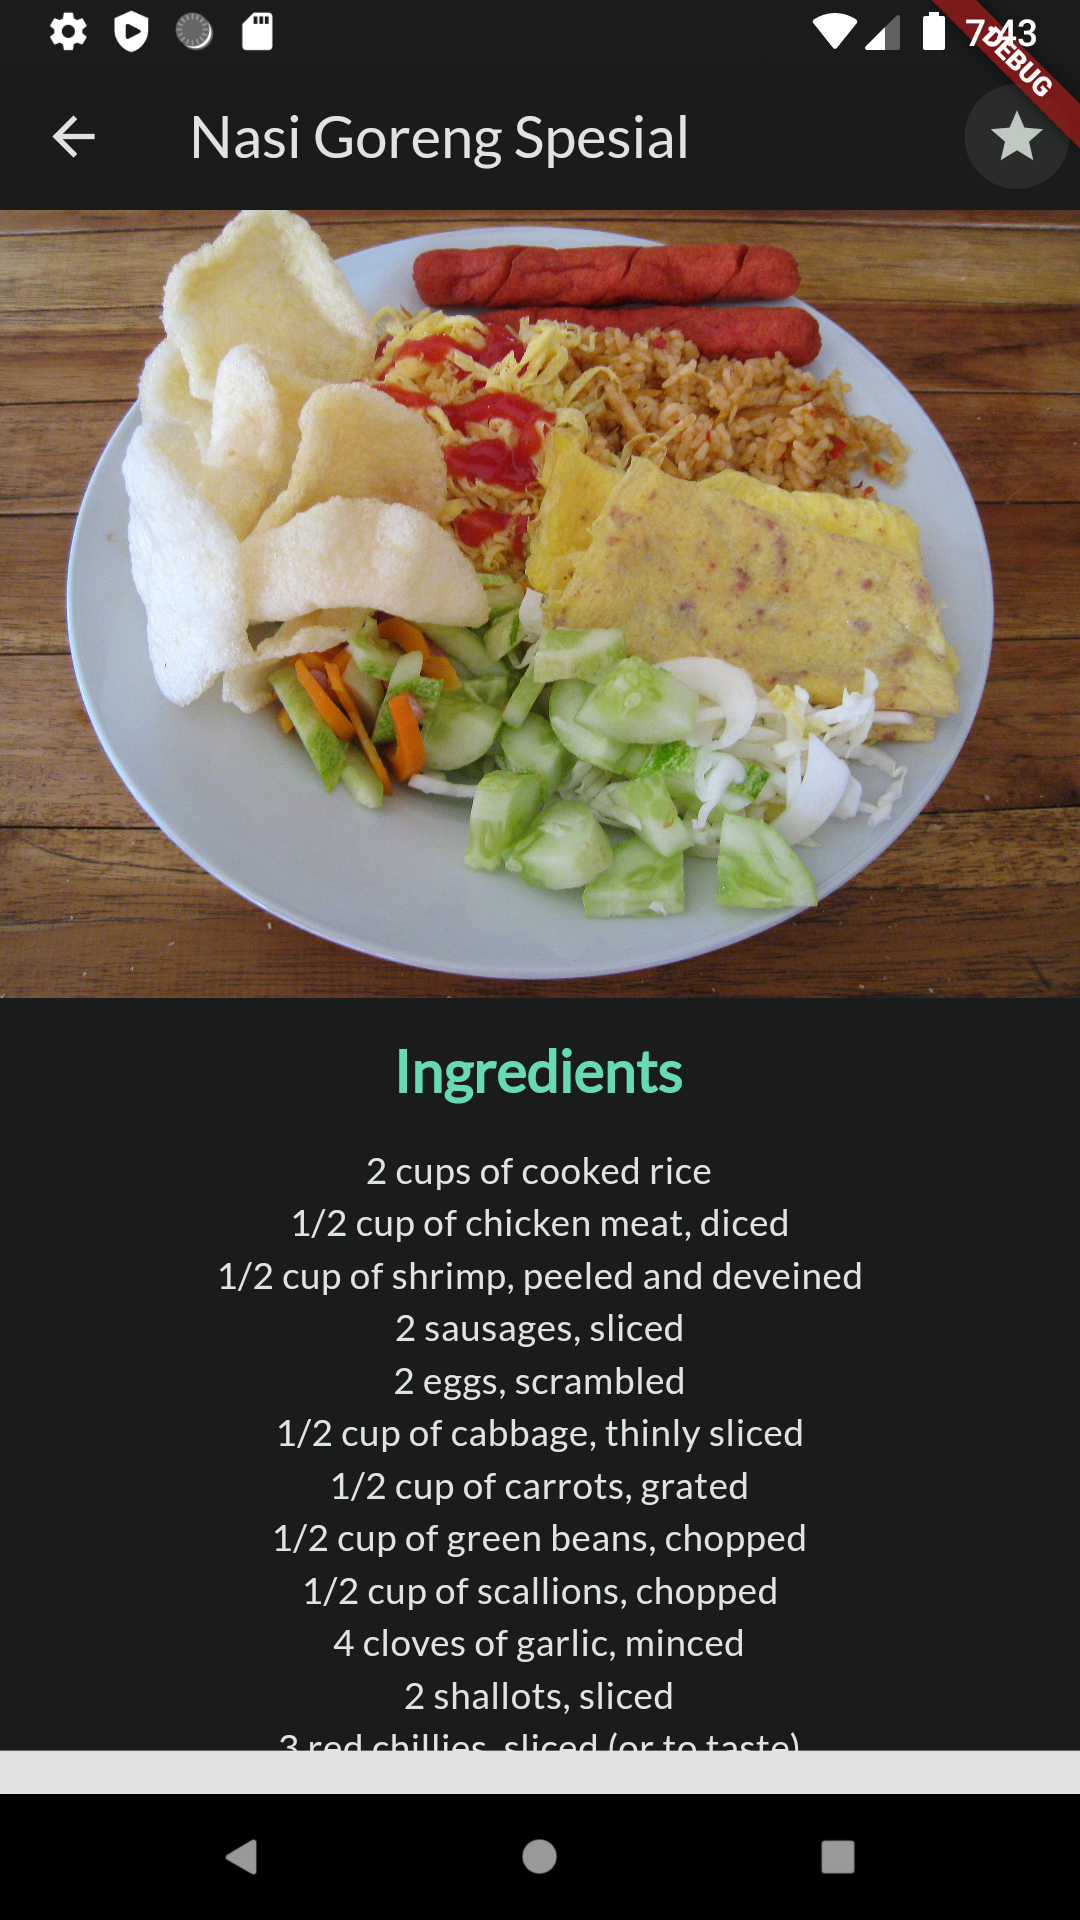 7:43
DEBUG
Nasi Goreng Spesial
Ingredients
2 cups of cooked rice
1/2 cup of chicken meat, diced
1/2 cup of shrimp, peeled and deveined
2 sausages, sliced
2 eggs, scrambled
1/2 cup of cabbage, thinly sliced
1/2 cup of carrots, grated
1/2 cup of green beans, chopped
1/2 cup of scallions, chopped
4 cloves of garlic, minced
2 shallots, sliced
3 red chillies, sliced (or to taste)